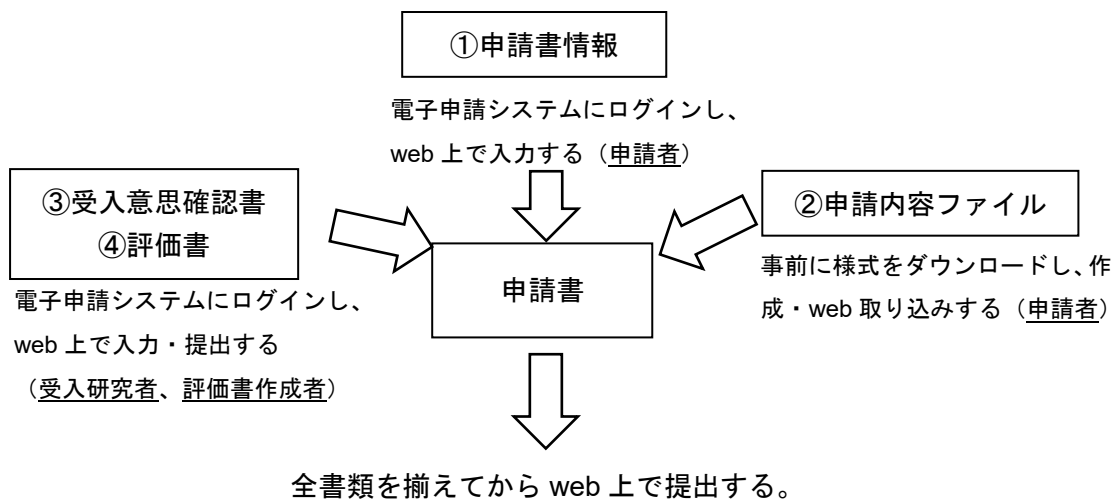 ①申請書情報
電子申請システムにログインし、
web 上で入力する（申請者）
③受入意思確認書
④評価書
電子申請システムにログインし、
web 上で入力・提出する
（受入研究者、評価書作成者）
②申請内容ファイル
事前に様式をダウンロードし、作
成・web 取り込みする（申請者）
申請書
全書類を揃えてから web 上で提出する。